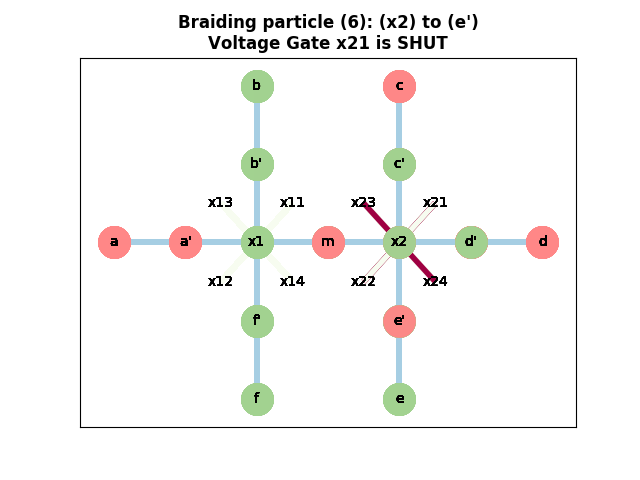 Braiding particle (6): (x2) to (e')
Voltage Gate x21 is SHUT
b
c
b'
c'
x13
x11
x23
x21
a
a'
x1
m
x2
d'
d
x12
x14
x22
x24
f'
e'
f
e